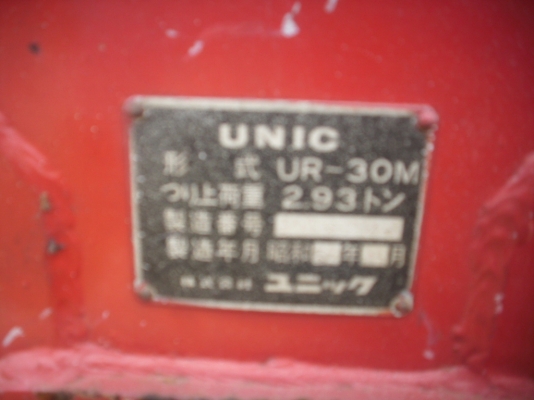 UNIC
形 式 UR-30M
つり上荷重 2.93トン
製造番号
製造年月 昭和 年 月
株式会社 ユニック